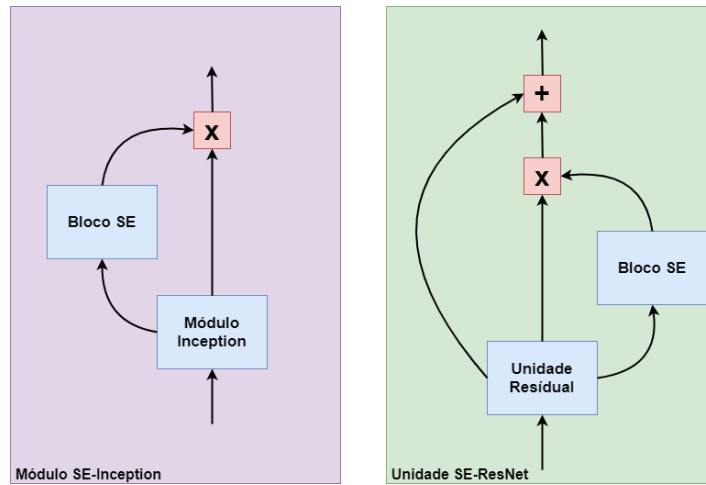 x
Bloco SE
Módulo
Inception
Módulo SE-Inception
+
x
Bloco SE
Unidade
Resídual
Unidade SE-ResNet